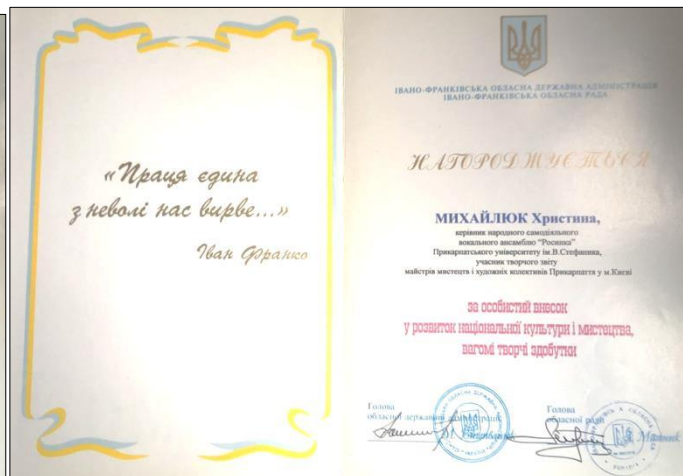 «Праця єдина
з неволі нас вирве...»
Іван Франко
ІВАНО-ФРАНКІВСЬКА ОБЛАСНА ДЕРЖАВНА АДМІНІСТРАЦІЯ
ІВАНО-ФРАНКІВСЬКА ОБЛАСНА РАДА
НАГОРОДЖУЄТЬСЯ
МИХАЙЛЮК Христина,
керівник народного самодіяльного
вокального ансамблю "Росинка"
Прикарпатського університету ім.В.Стефаника,
учасник творчого звіту
майстрів мистецтв і художніх колективів Прикарпаття у м.Києві
за особистий внесок
у розвиток національної культури і мистецтва,
вагомі творчі здобутки
Голова
обласної державної адміністрації
Голова
обласної ради